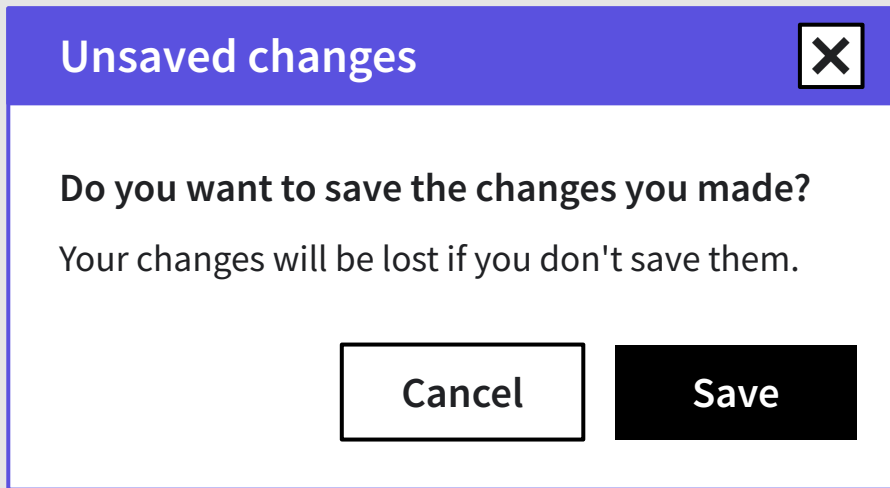 Unsaved changes
Do you want to save the changes you made?
Your changes will be lost if you don't save them.
Cancel
Save